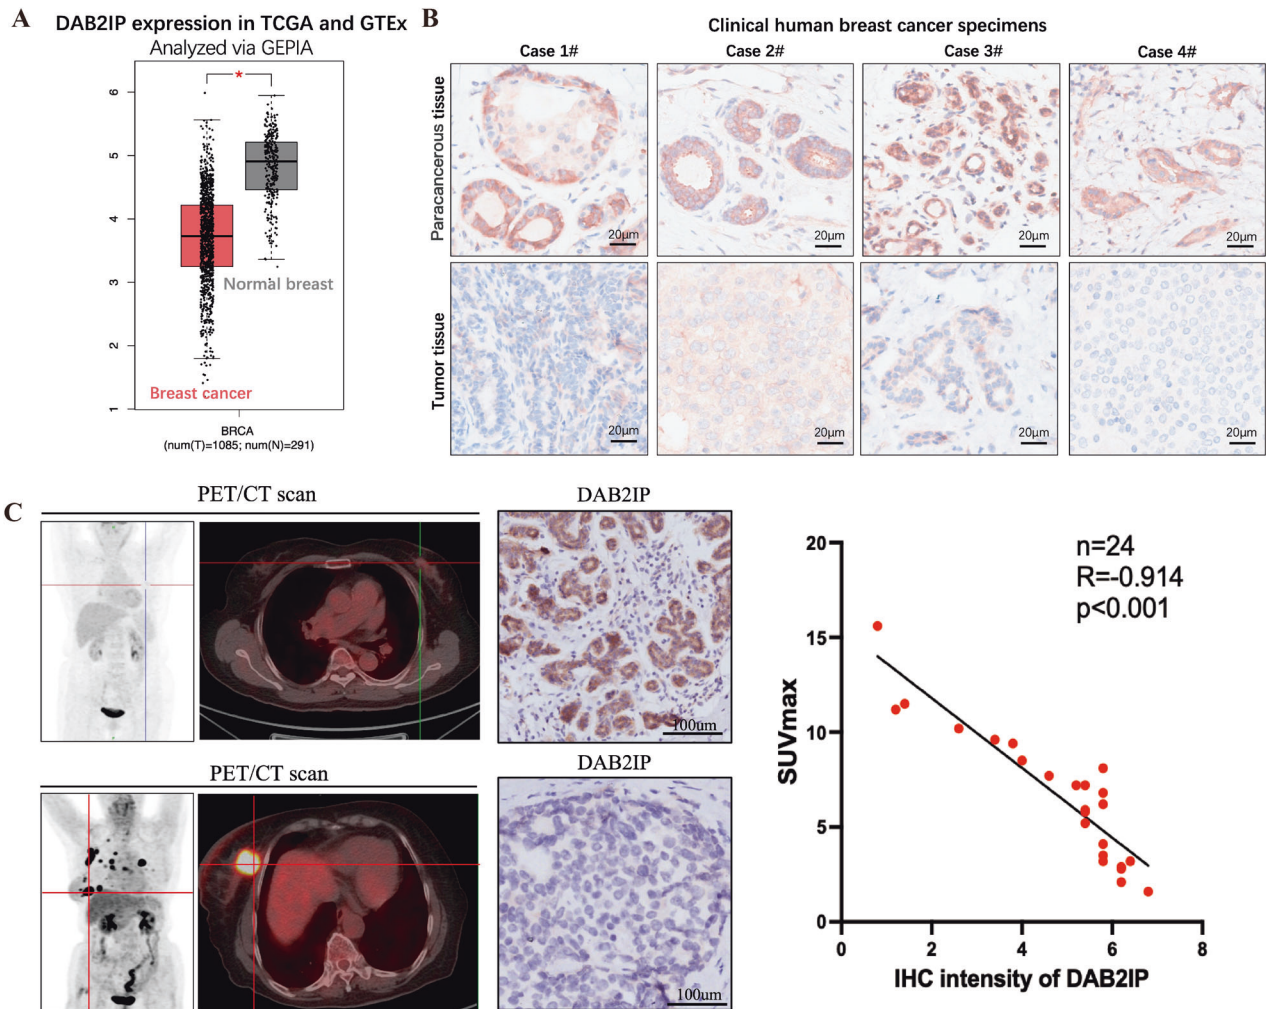 A
DAB2IP expression in TCGA and GTEx
Analyzed via GEPIA
*
6
5
4
3
2
1
Normal breast
Breast cancer
BRCA
(num(T)=1085; num(N)=291)
B
Clinical human breast cancer specimens
Case 1#
Case 2#
Case 3#
Case 4#
Paracancerous tissue
20μm
20μm
20μm
20μm
Tumor tissue
20μm
20μm
20μm
20μm
C
PET/CT scan
DAB2IP
100um
PET/CT scan
DAB2IP
100um
n=24
R=-0.914
p<0.001
SUVmax
20
15
10
5
0
0
2
4
6
8
IHC intensity of DAB2IP